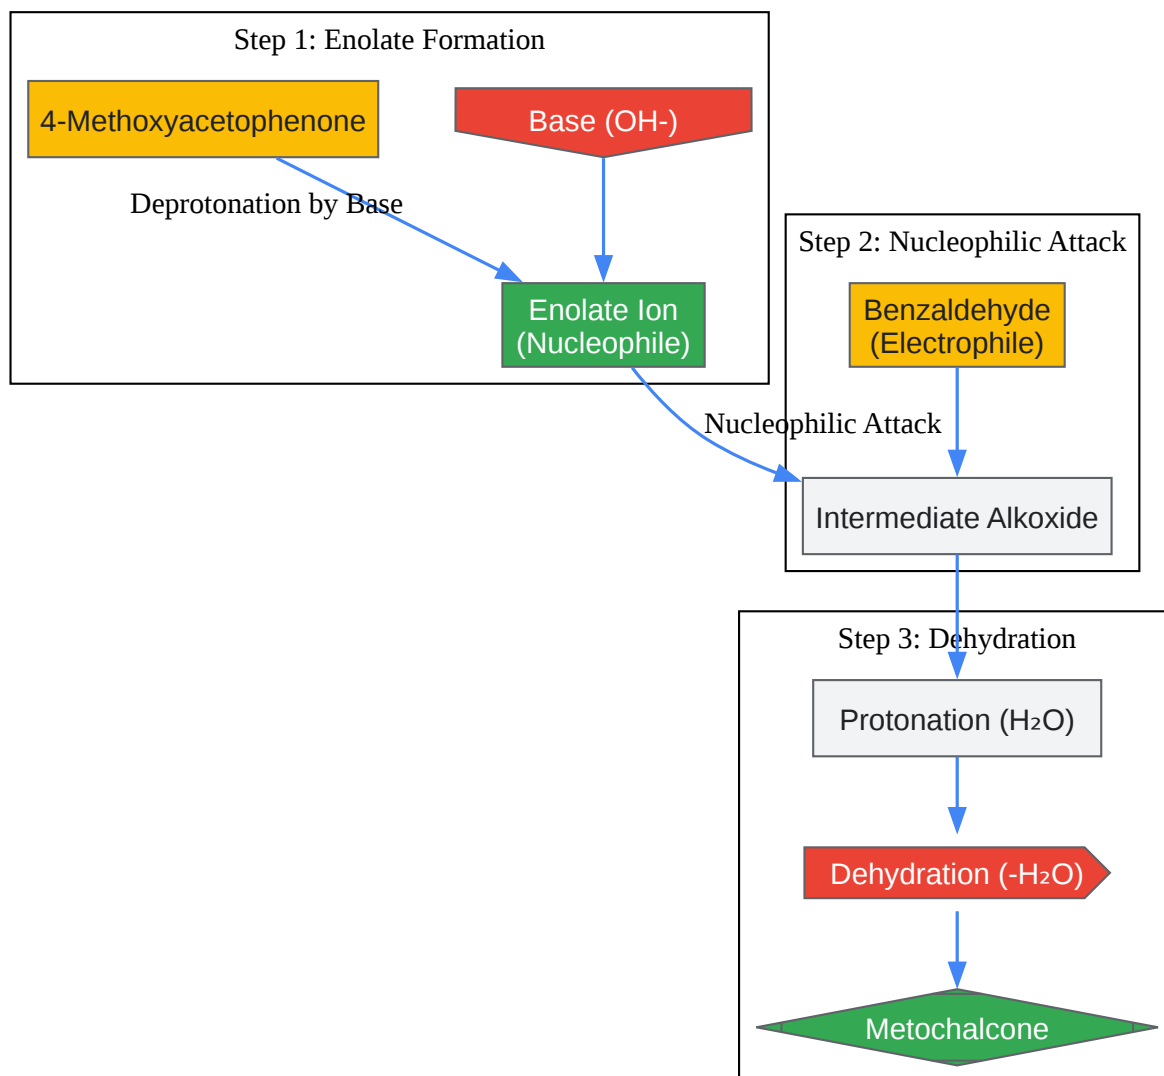 Step 1: Enolate Formation
4-Methoxyacetophenone
Base (OH-)
Deprotonation by Base
Enolate Ion
(Nucleophile)
Step 2: Nucleophilic Attack
Benzaldehyde
(Electrophile)
Nucleophilic Attack
Intermediate Alkoxide
Step 3: Dehydration
Protonation (H₂O)
Dehydration (-H₂O)
Metochalcone